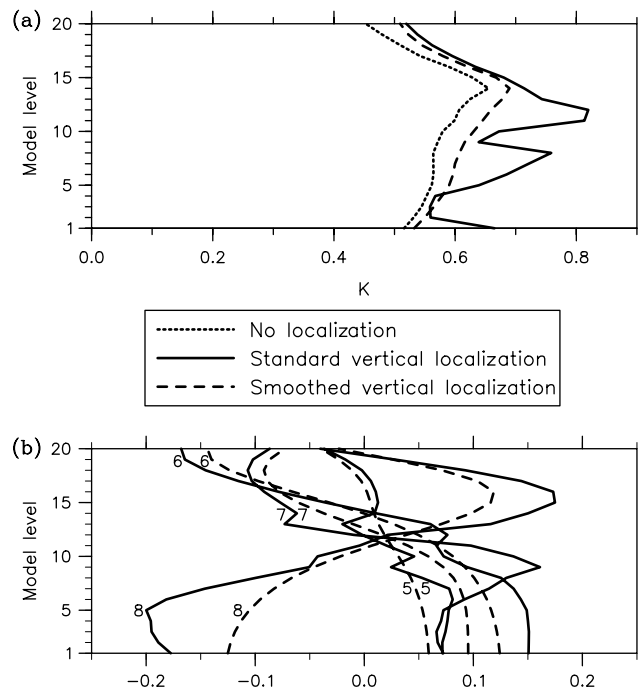 (a)
20
15
10
5
1
Model level
0.0 0.2 0.4 0.6 0.8
K
No localization
Standard vertical localization
Smoothed vertical localization
(b)
20
15
10
5
1
Model level
6 6
7 7
5 5
8 8
-0.2 -0.1 0.0 0.1 0.2